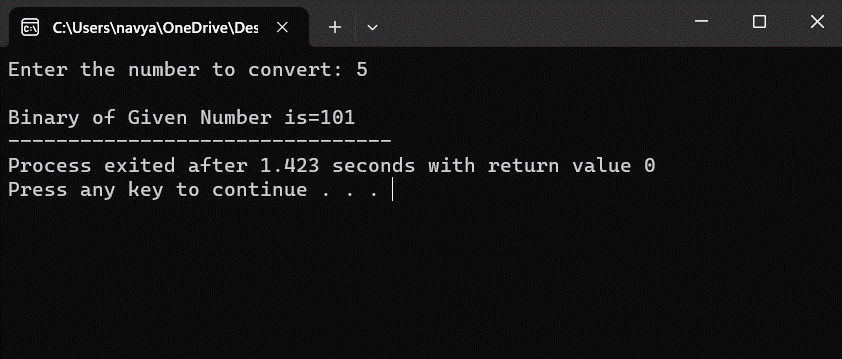 C:\Users\navya\OneDrive\Des
Enter the number to convert: 5
Binary of Given Number is=101
--------------------------------
Process exited after 1.423 seconds with return value 0
Press any key to continue . . .